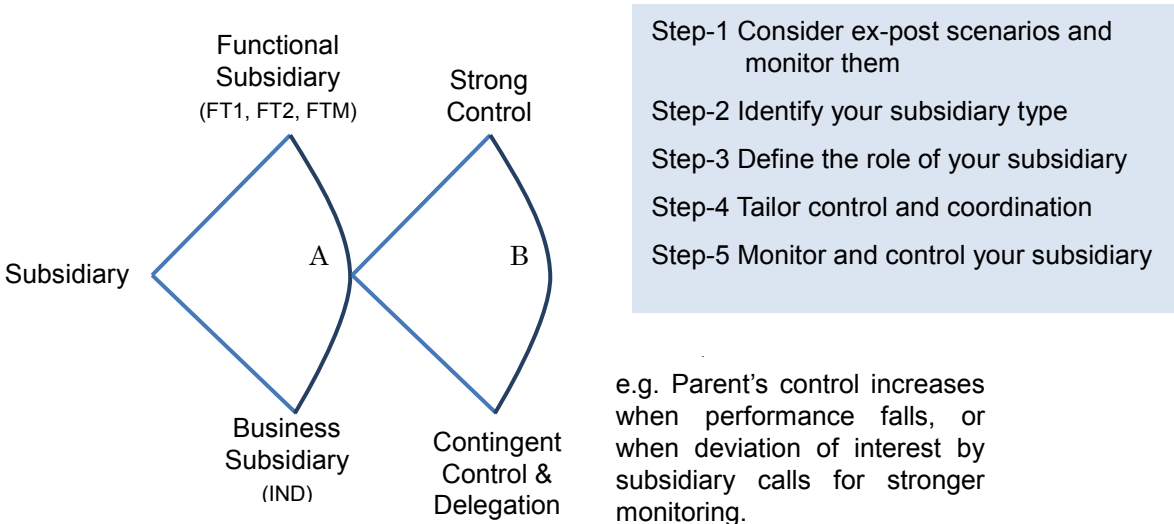 Functional
Subsidiary
(FT1, FT2, FTM)
Strong
Control
Subsidiary
A
B
Business
Subsidiary
(IND)
Contingent
Control &
Delegation
Step-1 Consider ex-post scenarios and
monitor them
Step-2 Identify your subsidiary type
Step-3 Define the role of your subsidiary
Step-4 Tailor control and coordination
Step-5 Monitor and control your subsidiary
e.g. Parent's control increases
when performance falls, or
when deviation of interest by
subsidiary calls for stronger
monitoring.